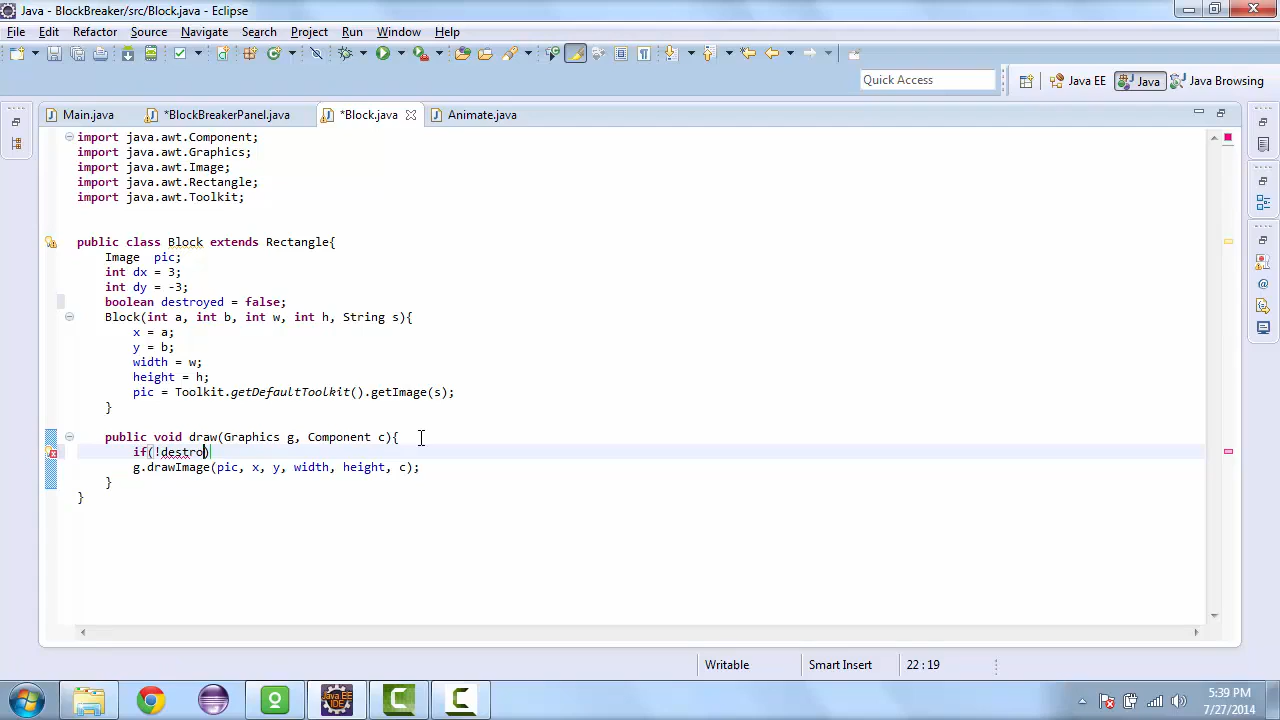 Java - BlockBreaker/src/Block.java - Eclipse
File Edit Refactor Source Navigate Search Project Run Window Help
Quick Access
Java EE Java Java Browsing
Main.java *BlockBreakerPanel.java *Block.java Animate.java
import java.awt.Component;
import java.awt.Graphics;
import java.awt.Image;
import java.awt.Rectangle;
import java.awt.Toolkit;
public class Block extends Rectangle{
Image pic;
int dx = 3;
int dy = -3;
boolean destroyed = false;
Block(int a, int b, int w, int h, String s){
x = a;
y = b;
width = w;
height = h;
pic = Toolkit.getDefaultToolkit().getImage(s);
}
public void draw(Graphics g, Component c){
if(!destro)
g.drawImage(pic, x, y, width, height, c);
}
}
Writable Smart Insert 22 : 19
Java EE IDE
5:39 PM
7/27/2014